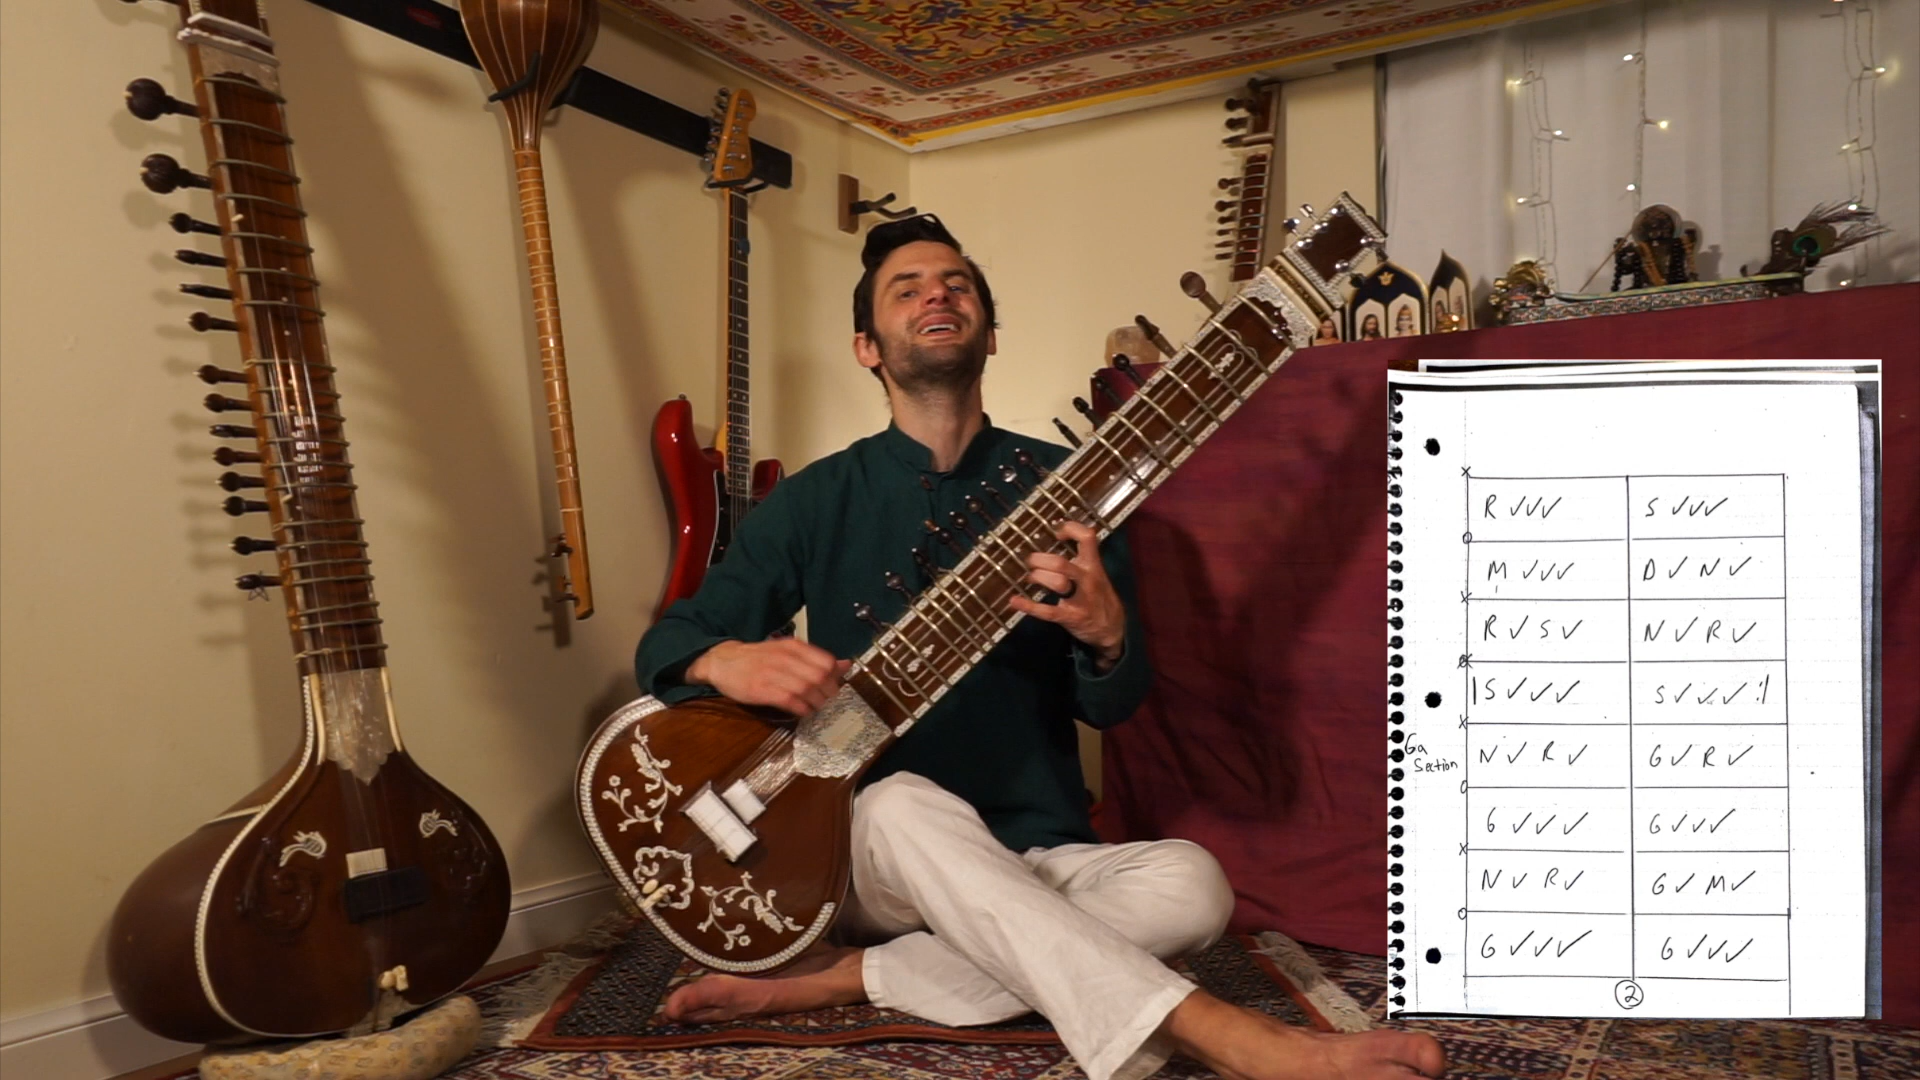 R ✓✓✓ S ✓✓✓
M ✓✓✓ D ✓ N ✓
R ✓ S ✓ N ✓ R ✓
|S ✓✓✓ S ✓✓✓ :|
Ga Section
N ✓ R ✓ G ✓ R ✓
G ✓✓✓ G ✓✓✓
N ✓ R ✓ G ✓ M ✓
G ✓✓✓ G ✓✓✓
2